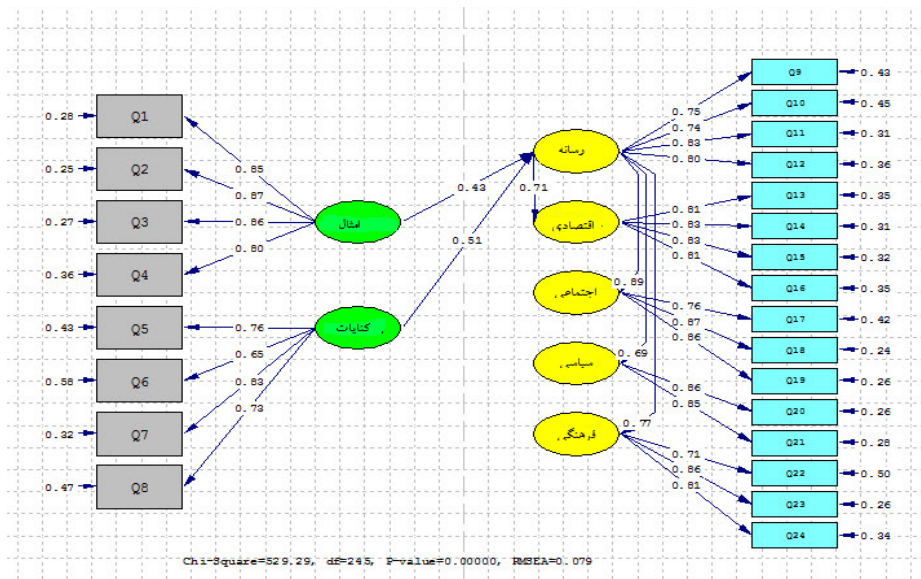 Q1
Q2
Q3
Q4
Q5
Q6
Q7
Q8
0.28
0.25
0.27
0.36
0.43
0.58
0.32
0.47
0.85
0.87
0.86
0.80
0.76
0.65
0.83
0.73
امثال
کنایات
0.43
0.51
رسانه
اقتصادی
اجتماعی
سیاسی
فرهنگی
0.71
0.89
0.69
0.77
0.75
0.74
0.83
0.80
0.81
0.83
0.83
0.81
0.76
0.87
0.86
0.86
0.85
0.71
0.86
0.81
Q9
Q10
Q11
Q12
Q13
Q14
Q15
Q16
Q17
Q18
Q19
Q20
Q21
Q22
Q23
Q24
0.43
0.45
0.31
0.36
0.35
0.31
0.32
0.35
0.42
0.24
0.26
0.26
0.28
0.50
0.26
0.34
Chi-Square=529.29, df=245, P-value=0.00000, RMSEA=0.079